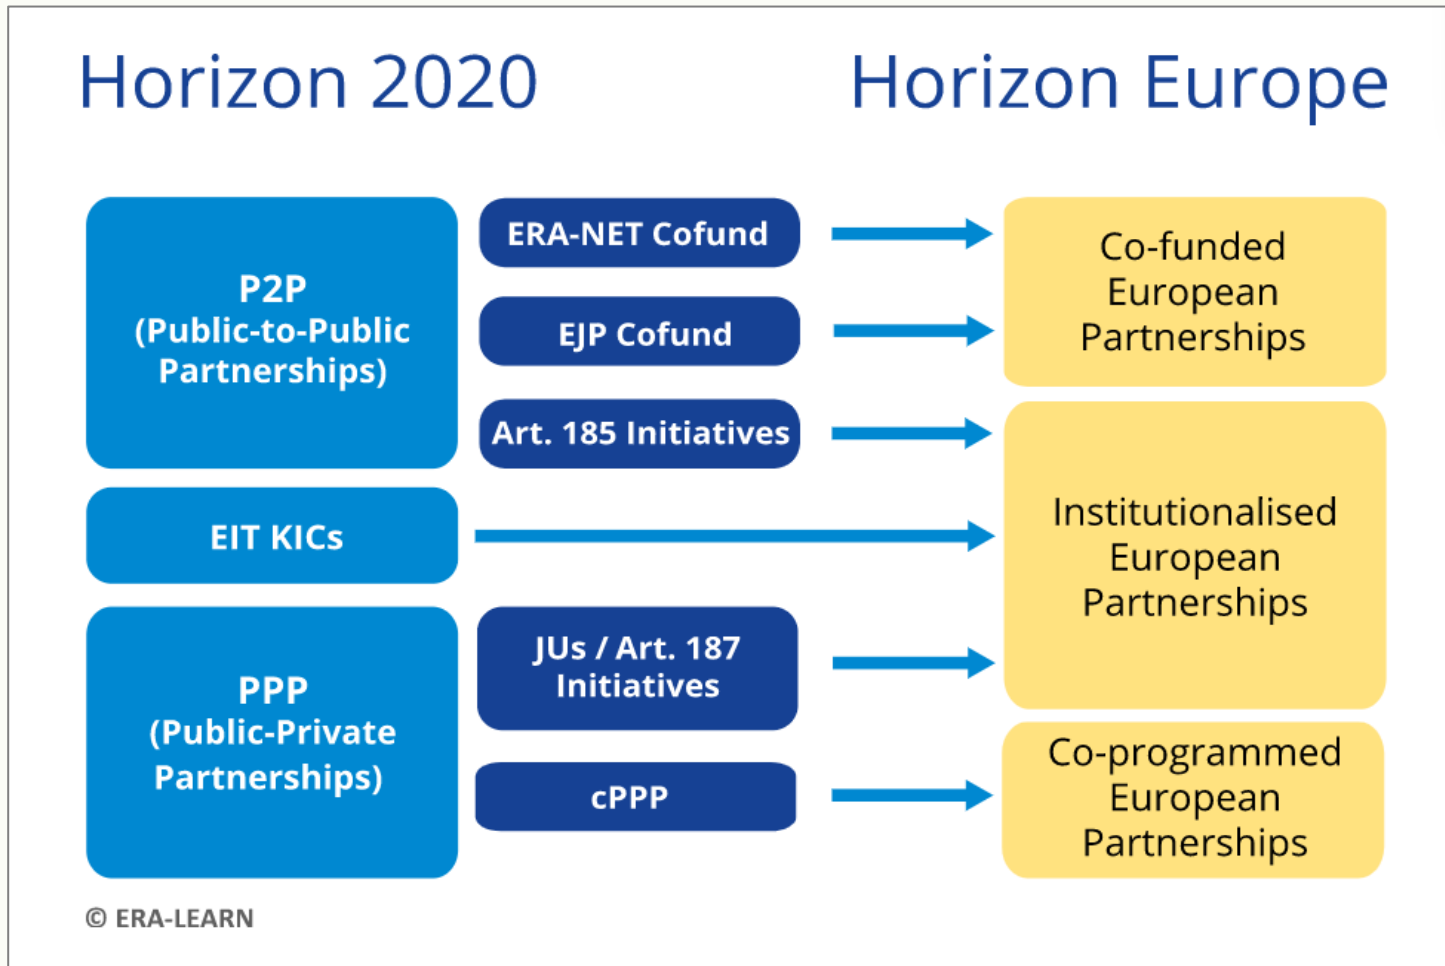 Horizon 2020
Horizon Europe
P2P
(Public-to-Public
Partnerships)
ERA-NET Cofund
EJP Cofund
Art. 185 Initiatives
Co-funded
European
Partnerships
EIT KICs
Institutionalised
European
Partnerships
PPP
(Public-Private
Partnerships)
JUs / Art. 187
Initiatives
cPPP
Co-programmed
European
Partnerships
© ERA-LEARN